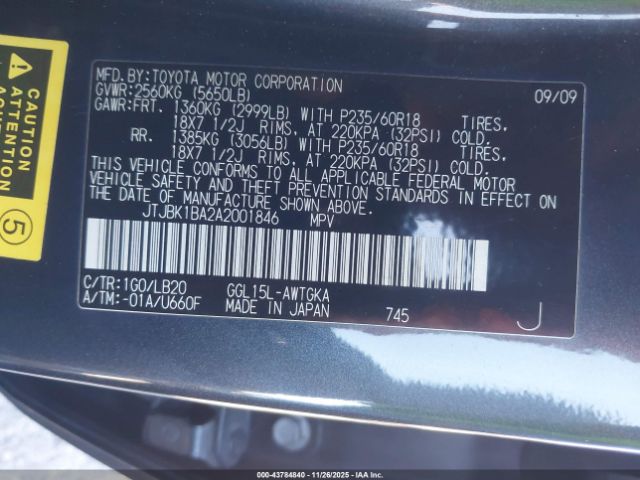 CAUTION
ATTENTION
5
MFD.BY:TOYOTA MOTOR CORPORATION 09/09
GVWR:2560KG (5650LB)
GAWR:FRT. 1360KG (2999LB) WITH P235/60R18 TIRES,
18X7 1/2J RIMS, AT 220KPA (32PSI) COLD.
RR. 1385KG (3056LB) WITH P235/60R18 TIRES,
18X7 1/2J RIMS, AT 220KPA (32PSI) COLD.
THIS VEHICLE CONFORMS TO ALL APPLICABLE FEDERAL MOTOR
VEHICLE SAFETY AND THEFT PREVENTION STANDARDS IN EFFECT ON
THE DATE OF MANUFACTURE SHOWN ABOVE.
JTJBK1BA2A2001846 MPV
C/TR:1G0/LB20 GGL15L-AWTGKA
A/TM:-01A/U660F MADE IN JAPAN 745 J
000-43784840 - 11/26/2025 - IAAI.com